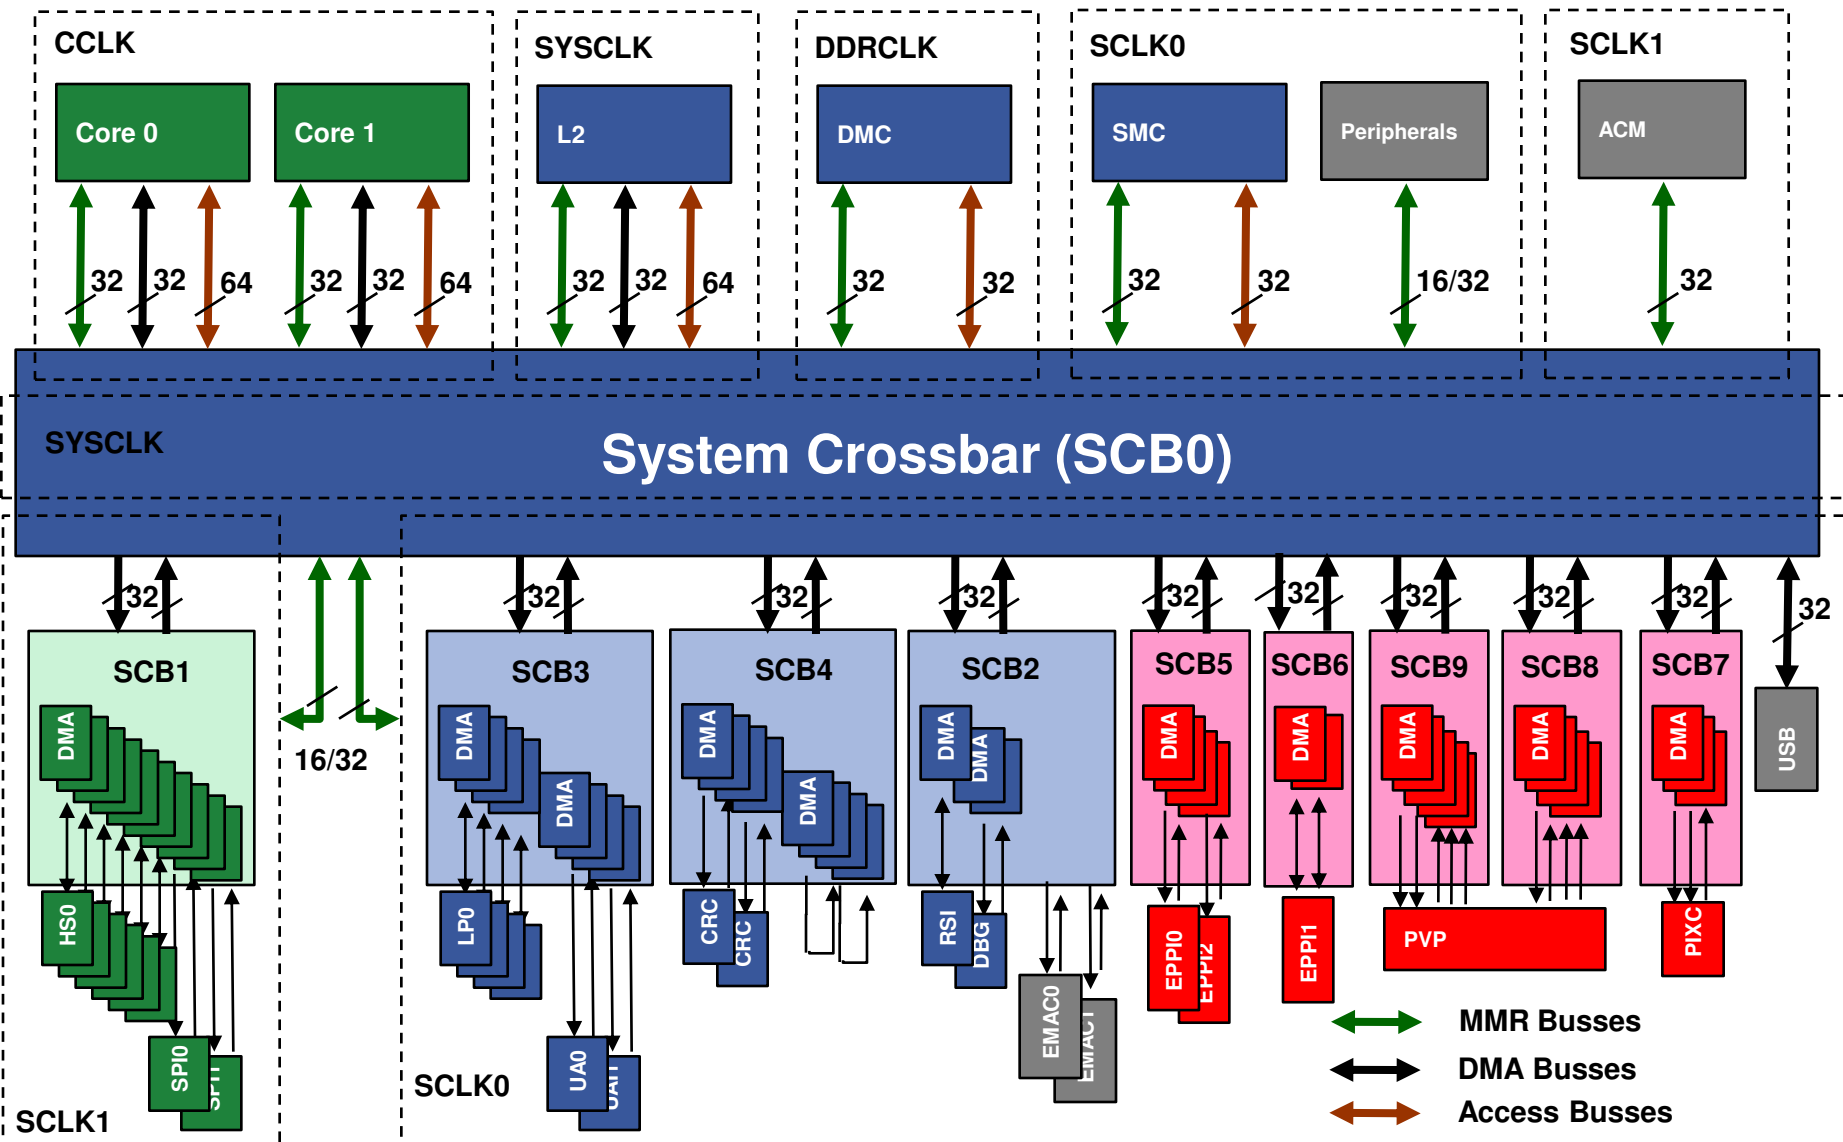 CCLK
SYSCLK
DDRCLK
SCLK0
SCLK1
Core 0
Core 1
L2
DMC
SMC
Peripherals
ACM
32
32
64
32
32
64
32
32
64
32
32
32
32
16/32
32
SYSCLK
System Crossbar (SCB0)
32
32
32
32
32
32
32
32
32
32
SCB1
SCB3
SCB4
SCB2
SCB5
SCB6
SCB9
SCB8
SCB7
DMA
DMA
DMA
DMA
DMA
DMA
DMA
DMA
DMA
DMA
DMA
DMA
USB
16/32
HS0
LP0
CRC
CRC
RSI
DBG
EPPI0
EPPI2
EPPI1
PVP
PIXC
EMAC0
EMAC1
SPI0
SPI1
UA0
SCLK0
SCLK1
MMR Busses
DMA Busses
Access Busses